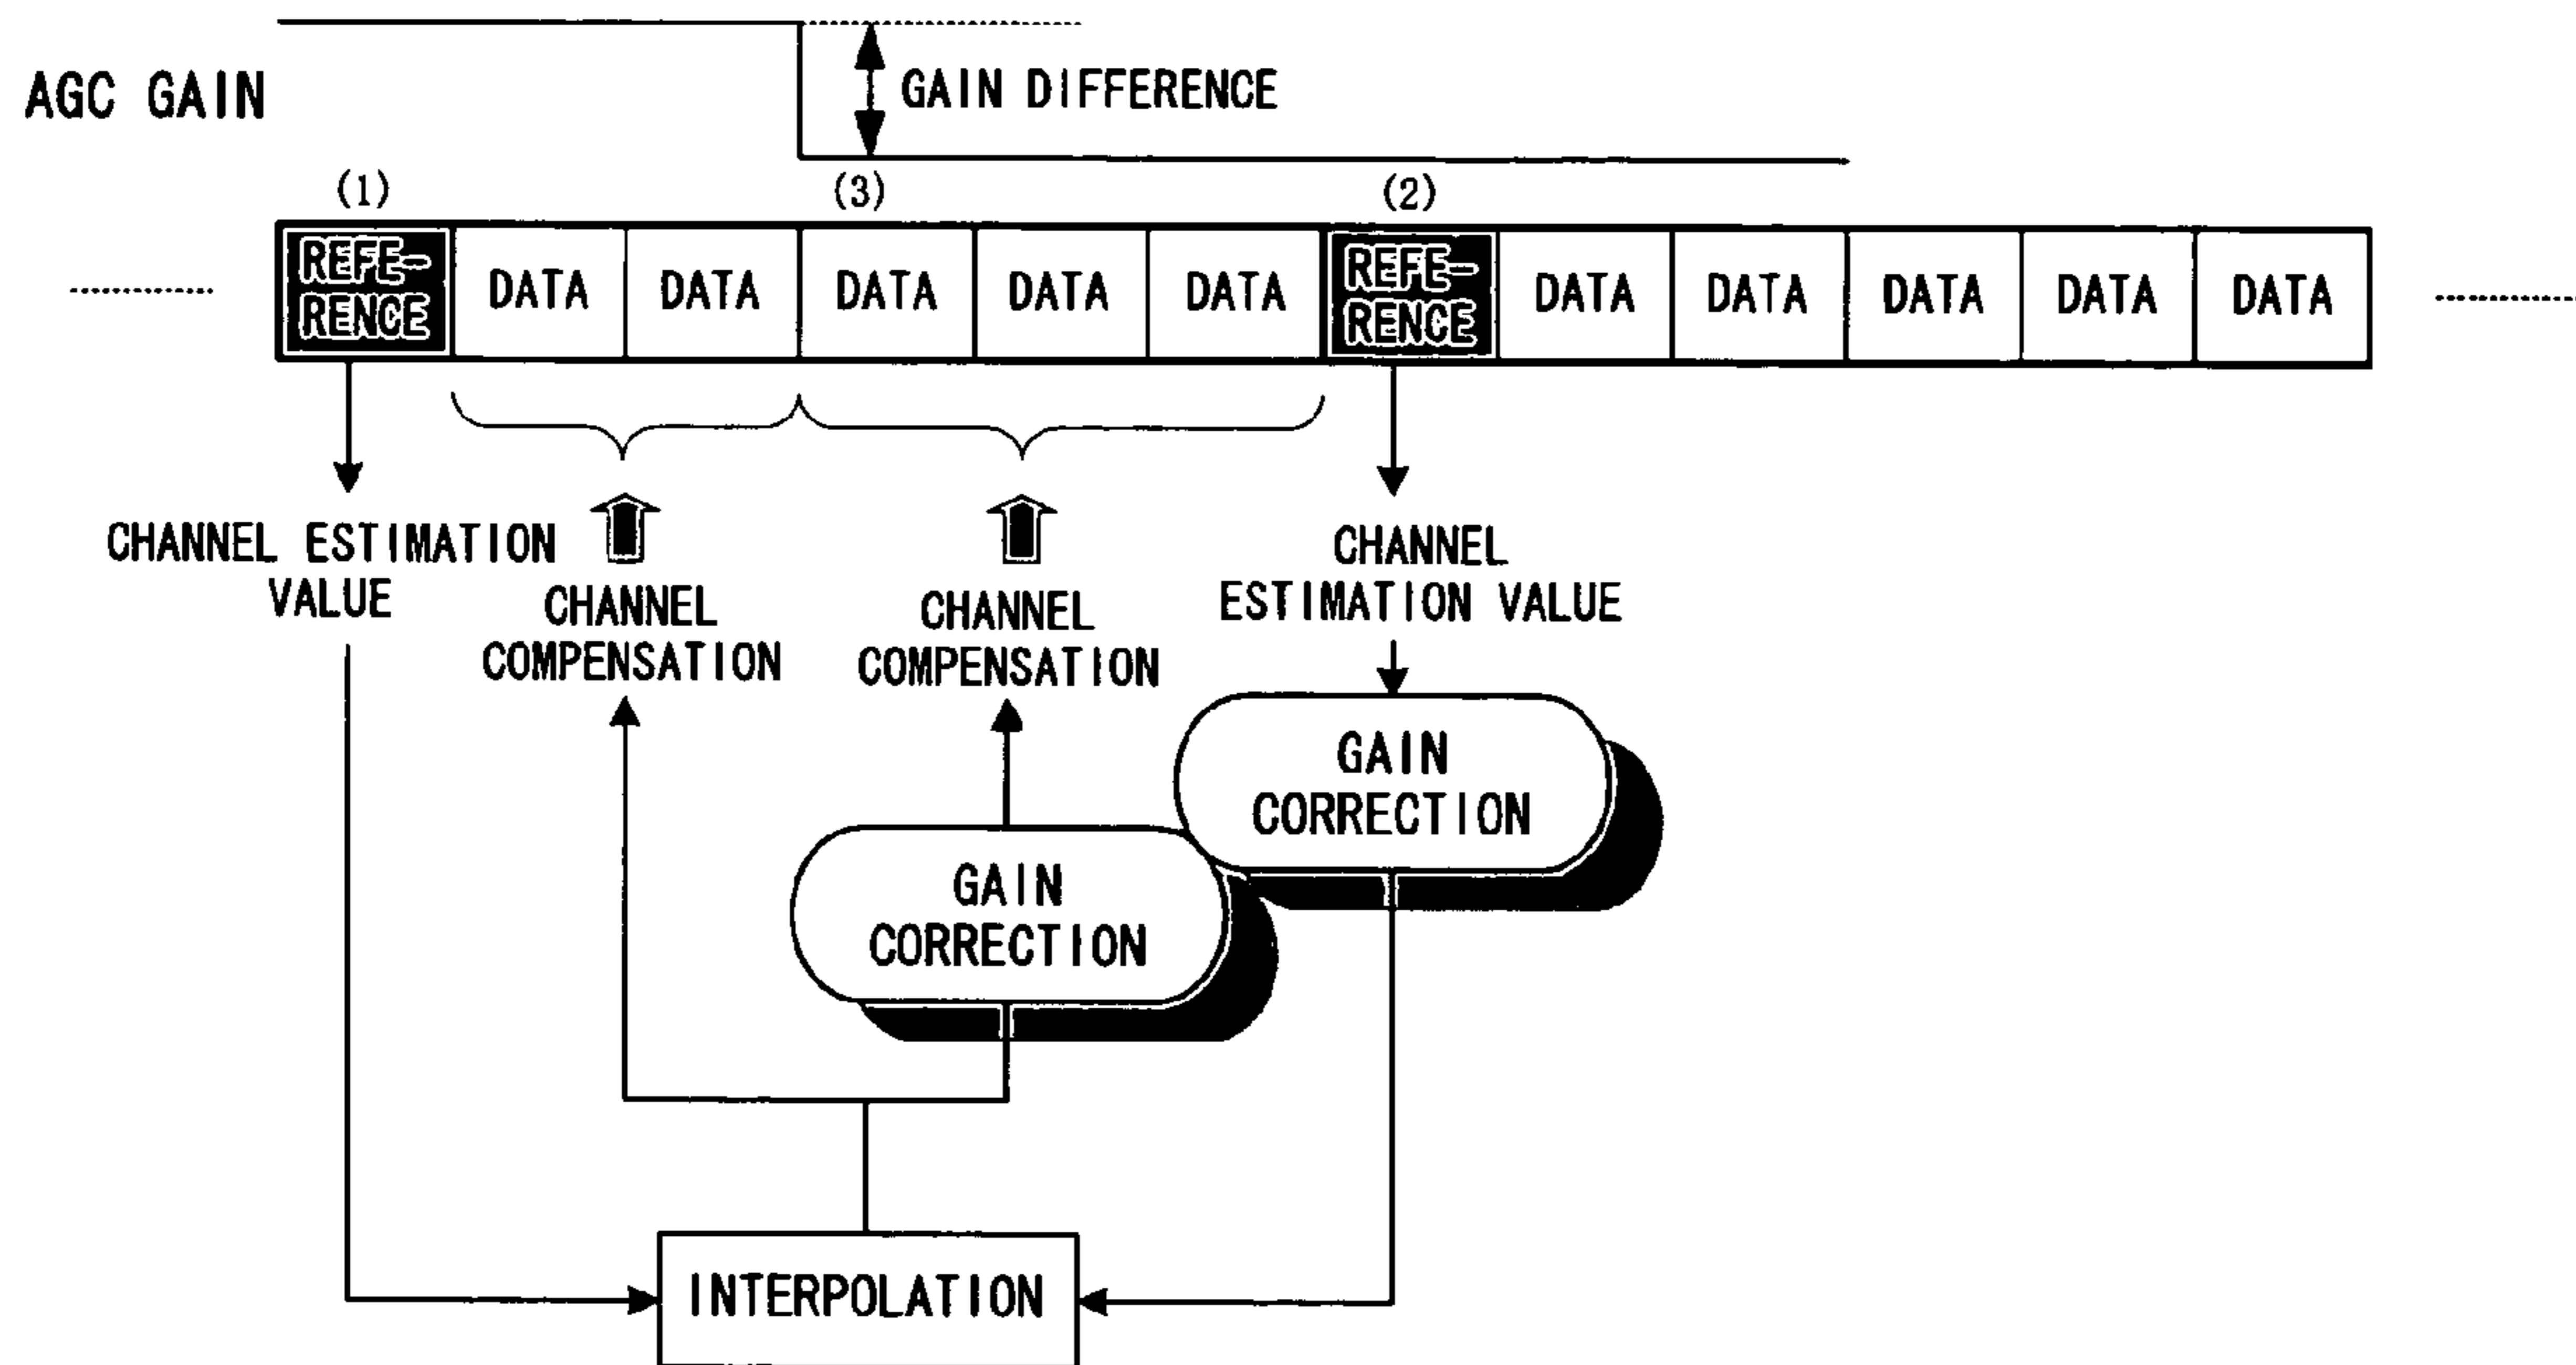 AGC GAIN
GAIN DIFFERENCE
(1)
(3)
(2)
REFE-
RENCE
DATA
DATA
DATA
DATA
DATA
REFE-
RENCE
DATA
DATA
DATA
DATA
DATA
CHANNEL ESTIMATION
VALUE
CHANNEL
COMPENSATION
CHANNEL
COMPENSATION
CHANNEL
ESTIMATION VALUE
GAIN
CORRECTION
GAIN
CORRECTION
INTERPOLATION